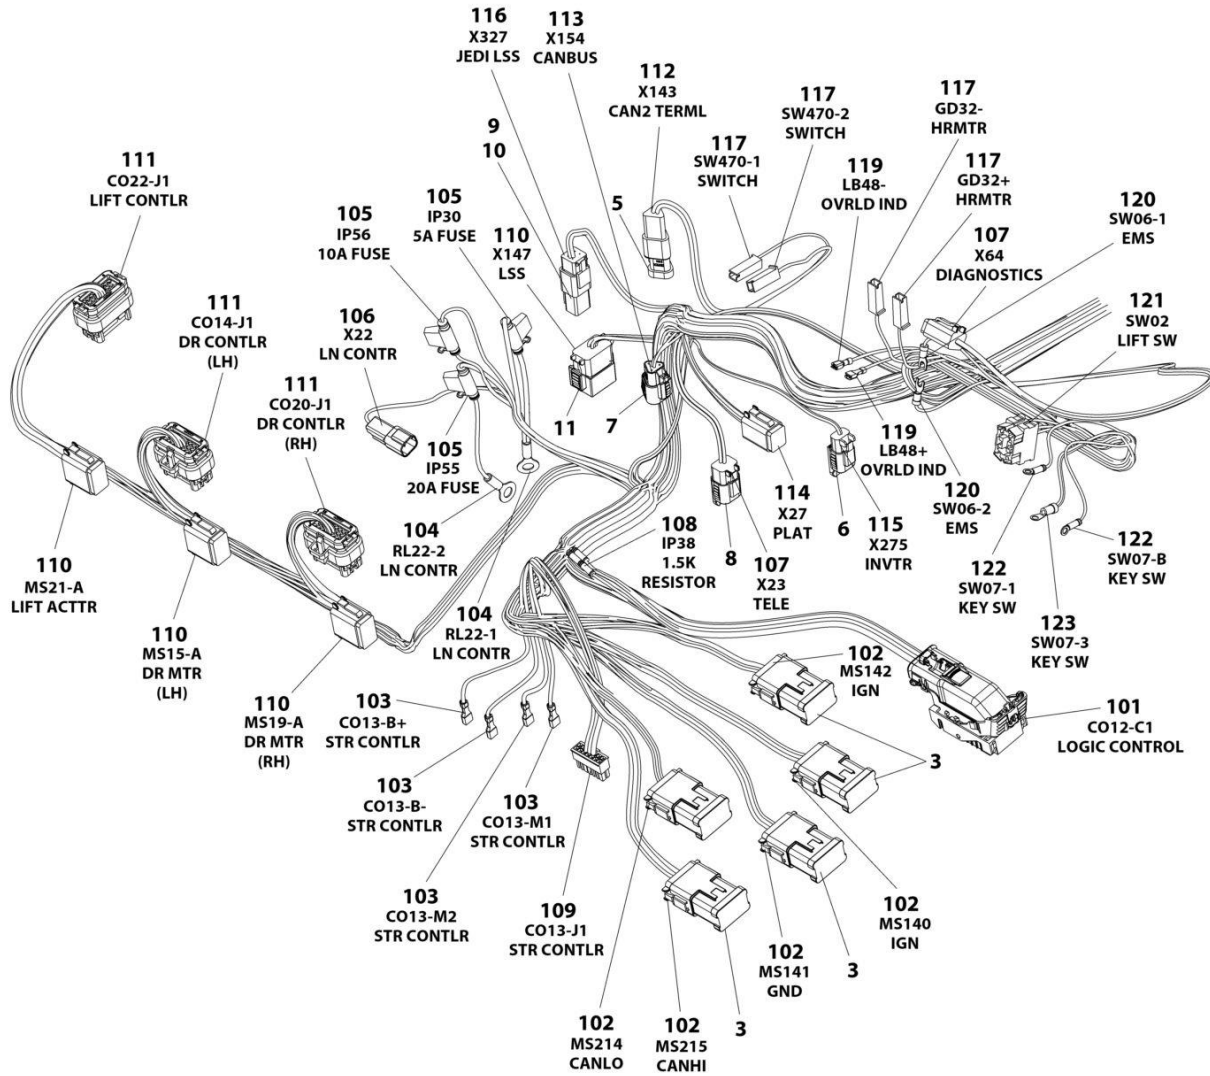 116
X327
JEDI LSS
113
X154
CANBUS
112
X143
CAN2 TERML
117
SW470-2
SWITCH
117
GD32-
HRMTR
9
10
117
SW470-1
SWITCH
119
LB48-
OVRLD IND
117
GD32+
HRMTR
111
CO22-J1
LIFT CONTLR
105
IP56
10A FUSE
105
IP30
5A FUSE
5
110
X147
LSS
107
X64
DIAGNOSTICS
120
SW06-1
EMS
121
SW02
LIFT SW
111
CO14-J1
DR CONTLR
(LH)
106
X22
LN CONTR
111
CO20-J1
DR CONTLR
(RH)
105
IP55
20A FUSE
11
7
119
LB48+
OVRLD IND
114
X27
PLAT
6
115
X275
INVTR
120
SW06-2
EMS
122
SW07-B
KEY SW
122
SW07-1
KEY SW
123
SW07-3
KEY SW
104
RL22-2
LN CONTR
108
IP38
1.5K
RESISTOR
8
107
X23
TELE
110
MS21-A
LIFT ACTTR
110
MS15-A
DR MTR
(LH)
104
RL22-1
LN CONTR
110
MS19-A
DR MTR
(RH)
103
CO13-B+
STR CONTLR
102
MS142
IGN
101
CO12-C1
LOGIC CONTROL
3
103
CO13-B-
STR CONTLR
103
CO13-M1
STR CONTLR
103
CO13-M2
STR CONTLR
109
CO13-J1
STR CONTLR
102
MS140
IGN
102
MS141
GND
3
102
MS214
CANLO
102
MS215
CANHI
3